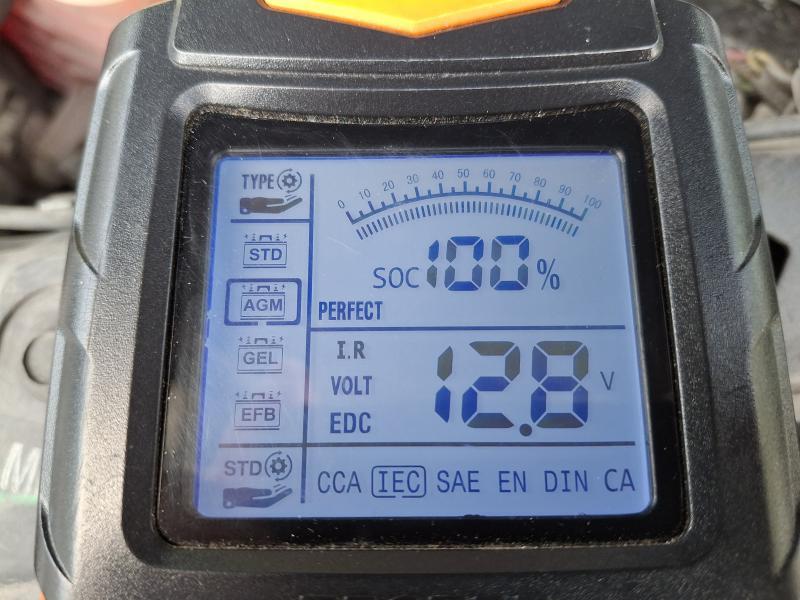 TYPE
0 10 20 30 40 50 60 70 80 90 100
STD
SOC 100 %
AGM
PERFECT
GEL
I.R
VOLT 12.8 V
EFB
EDC
STD
CCA IEC SAE EN DIN CA
M